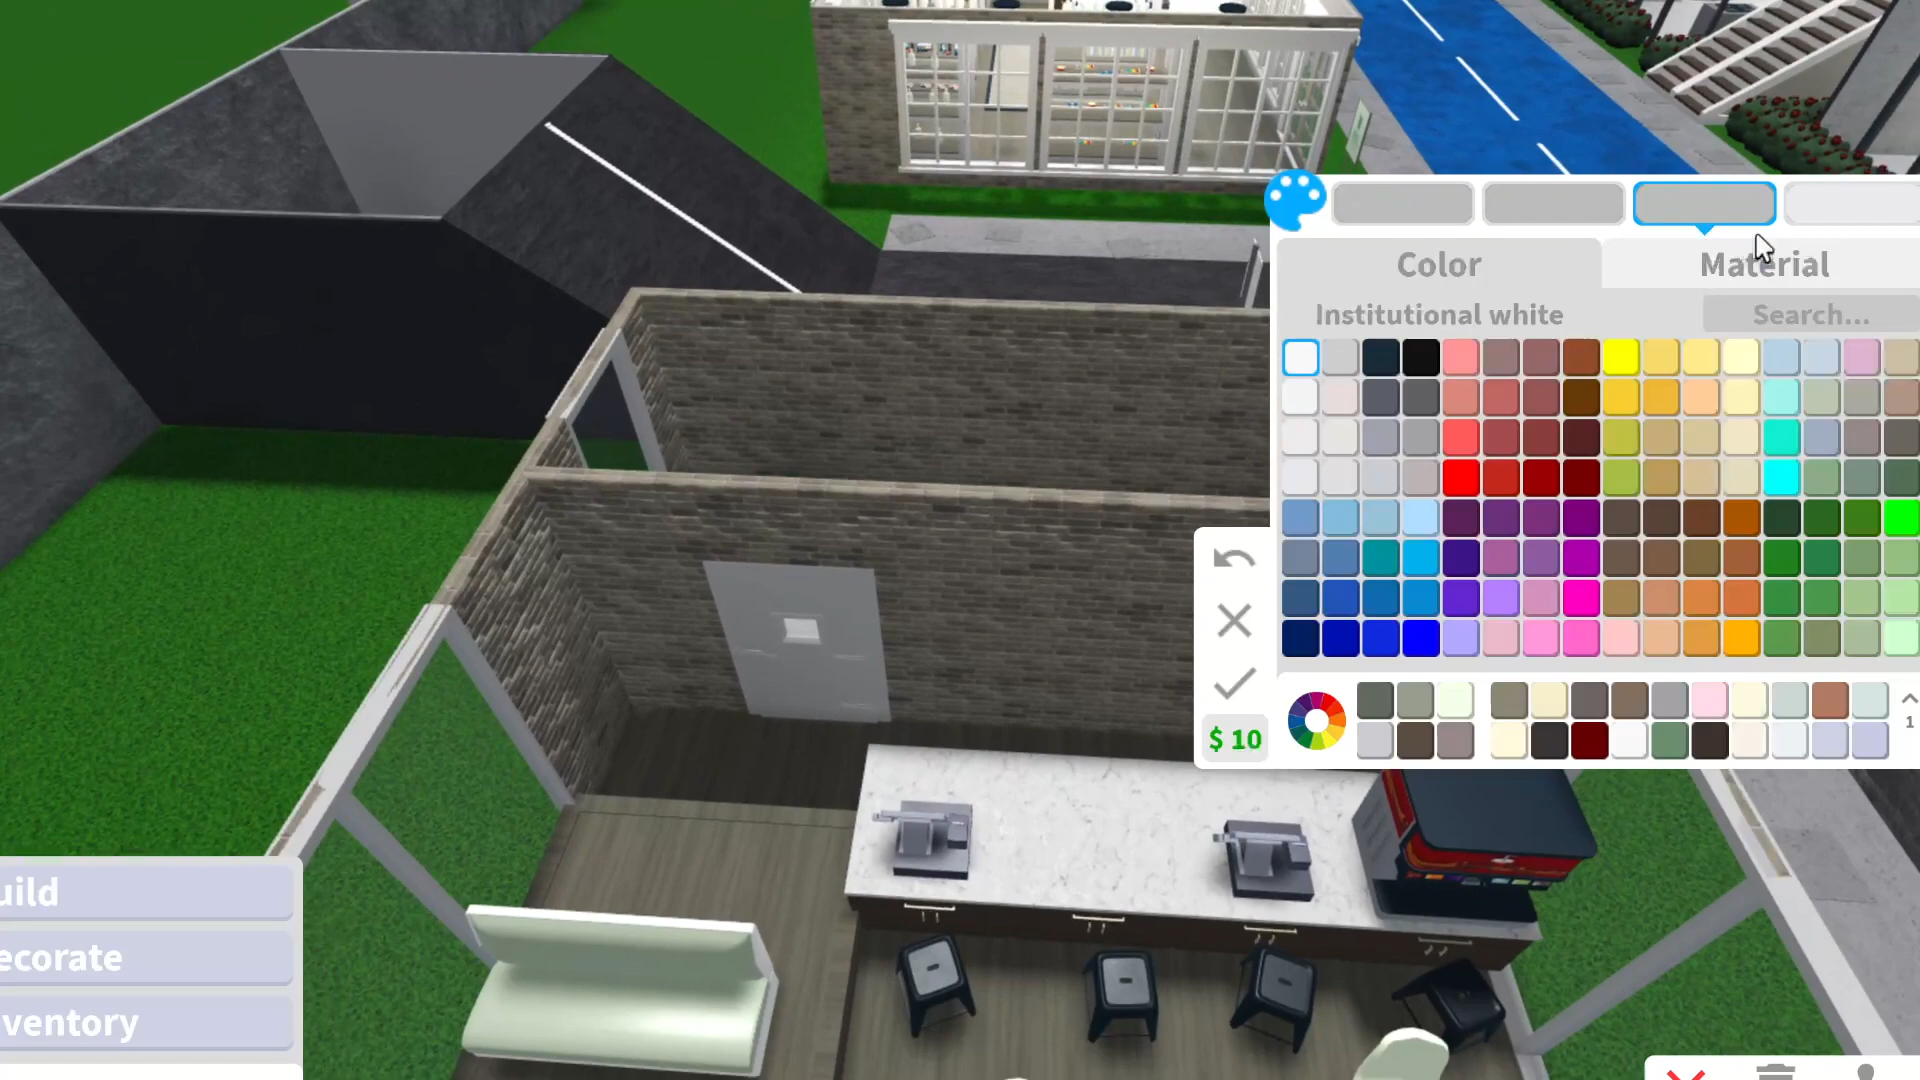 Color
Material
Institutional white
Search...
$ 10
1
uild
ecorate
ventory